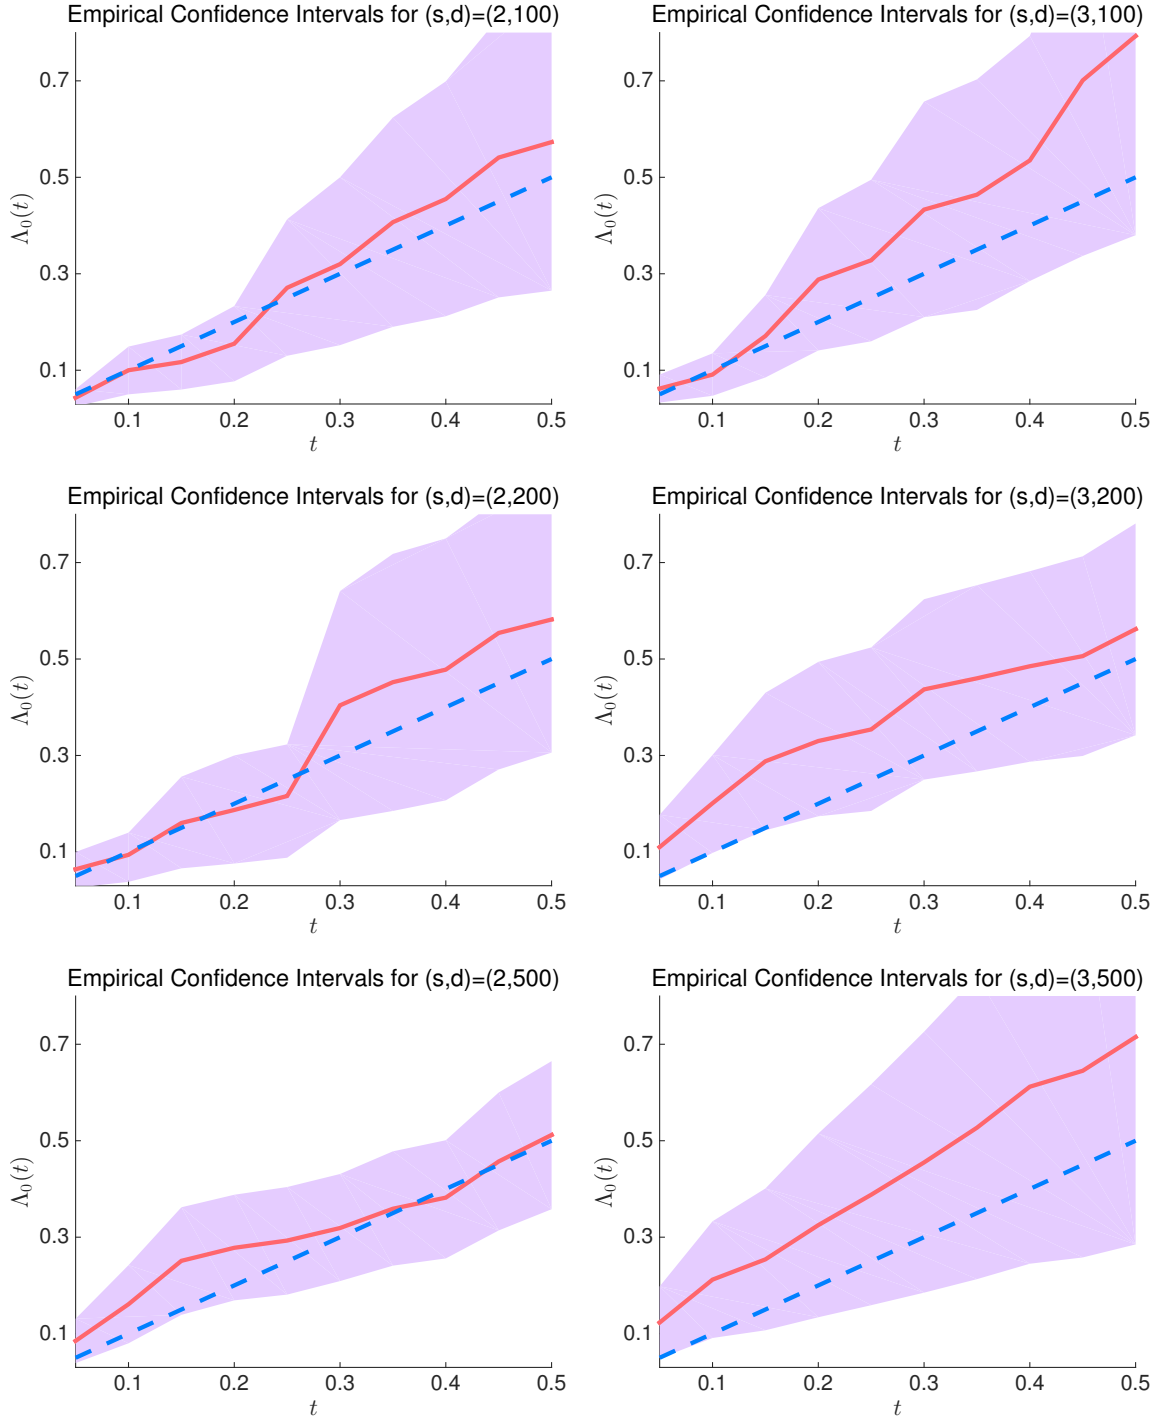 Empirical Confidence Intervals for (s,d)=(2,100)
0.7
0.5
0.3
0.1
Λ₀(t)
0.1 0.2 0.3 0.4 0.5
t
Empirical Confidence Intervals for (s,d)=(3,100)
0.7
0.5
0.3
0.1
Λ₀(t)
0.1 0.2 0.3 0.4 0.5
t
Empirical Confidence Intervals for (s,d)=(2,200)
0.7
0.5
0.3
0.1
Λ₀(t)
0.1 0.2 0.3 0.4 0.5
t
Empirical Confidence Intervals for (s,d)=(3,200)
0.7
0.5
0.3
0.1
Λ₀(t)
0.1 0.2 0.3 0.4 0.5
t
Empirical Confidence Intervals for (s,d)=(2,500)
0.7
0.5
0.3
0.1
Λ₀(t)
0.1 0.2 0.3 0.4 0.5
t
Empirical Confidence Intervals for (s,d)=(3,500)
0.7
0.5
0.3
0.1
Λ₀(t)
0.1 0.2 0.3 0.4 0.5
t